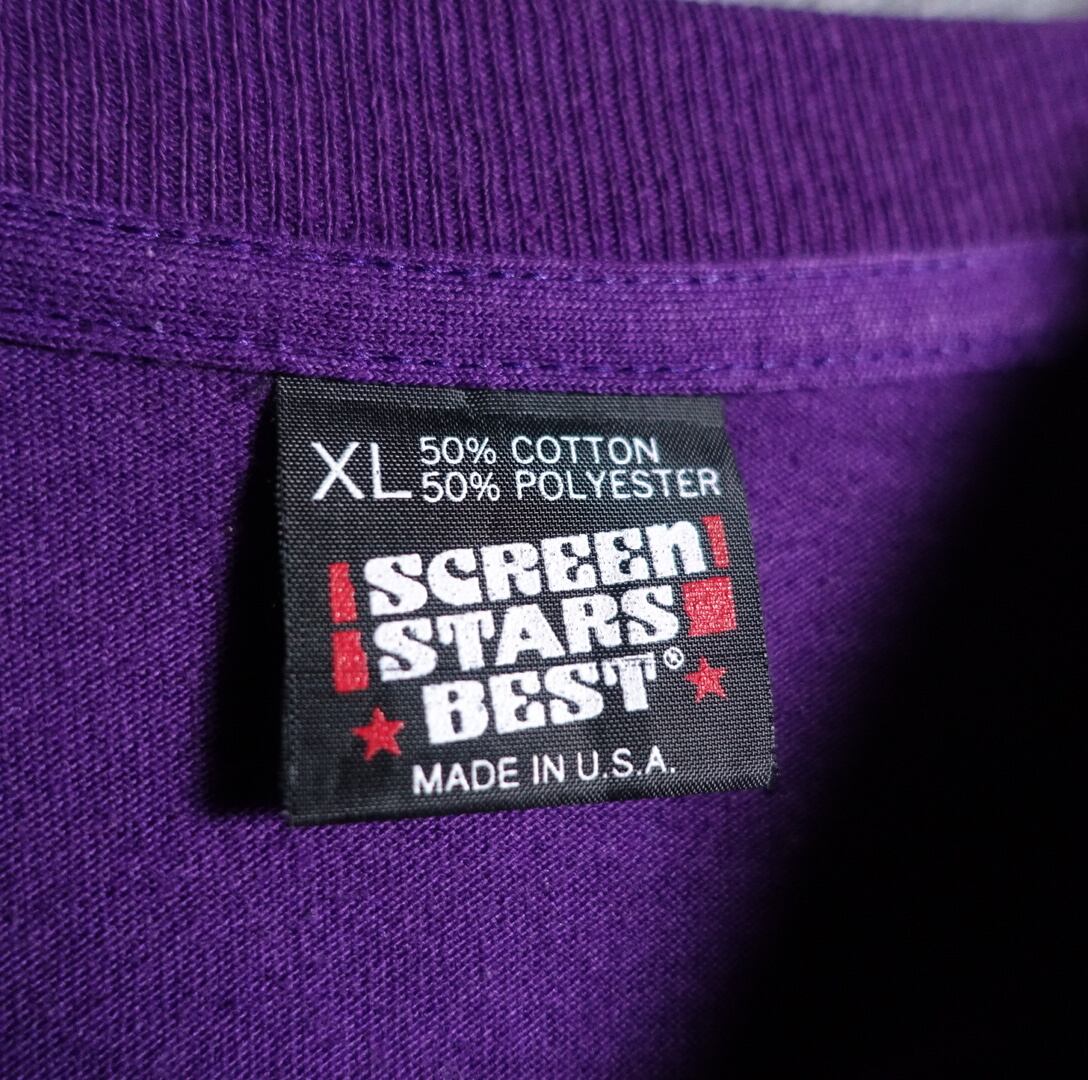 XL 50% COTTON
50% POLYESTER
SCREEn
STARS
BEST®
MADE IN U.S.A.